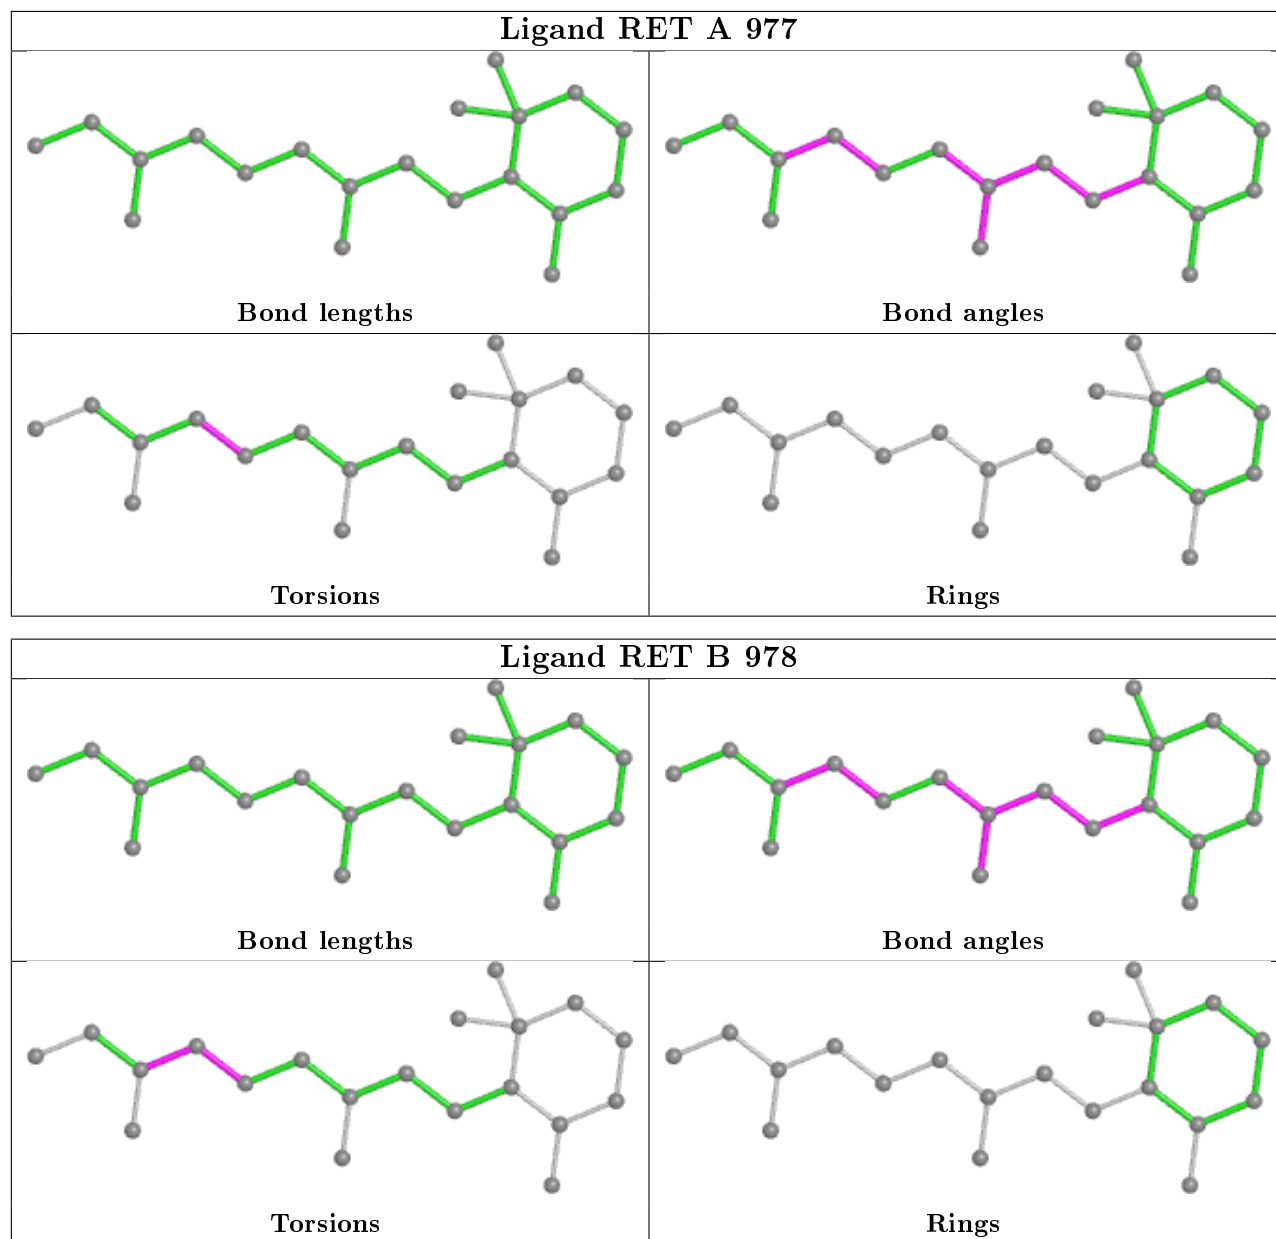 Ligand RET A 977
Bond lengths
Bond angles
Torsions
Rings
Ligand RET B 978
Bond lengths
Bond angles
Torsions
Rings